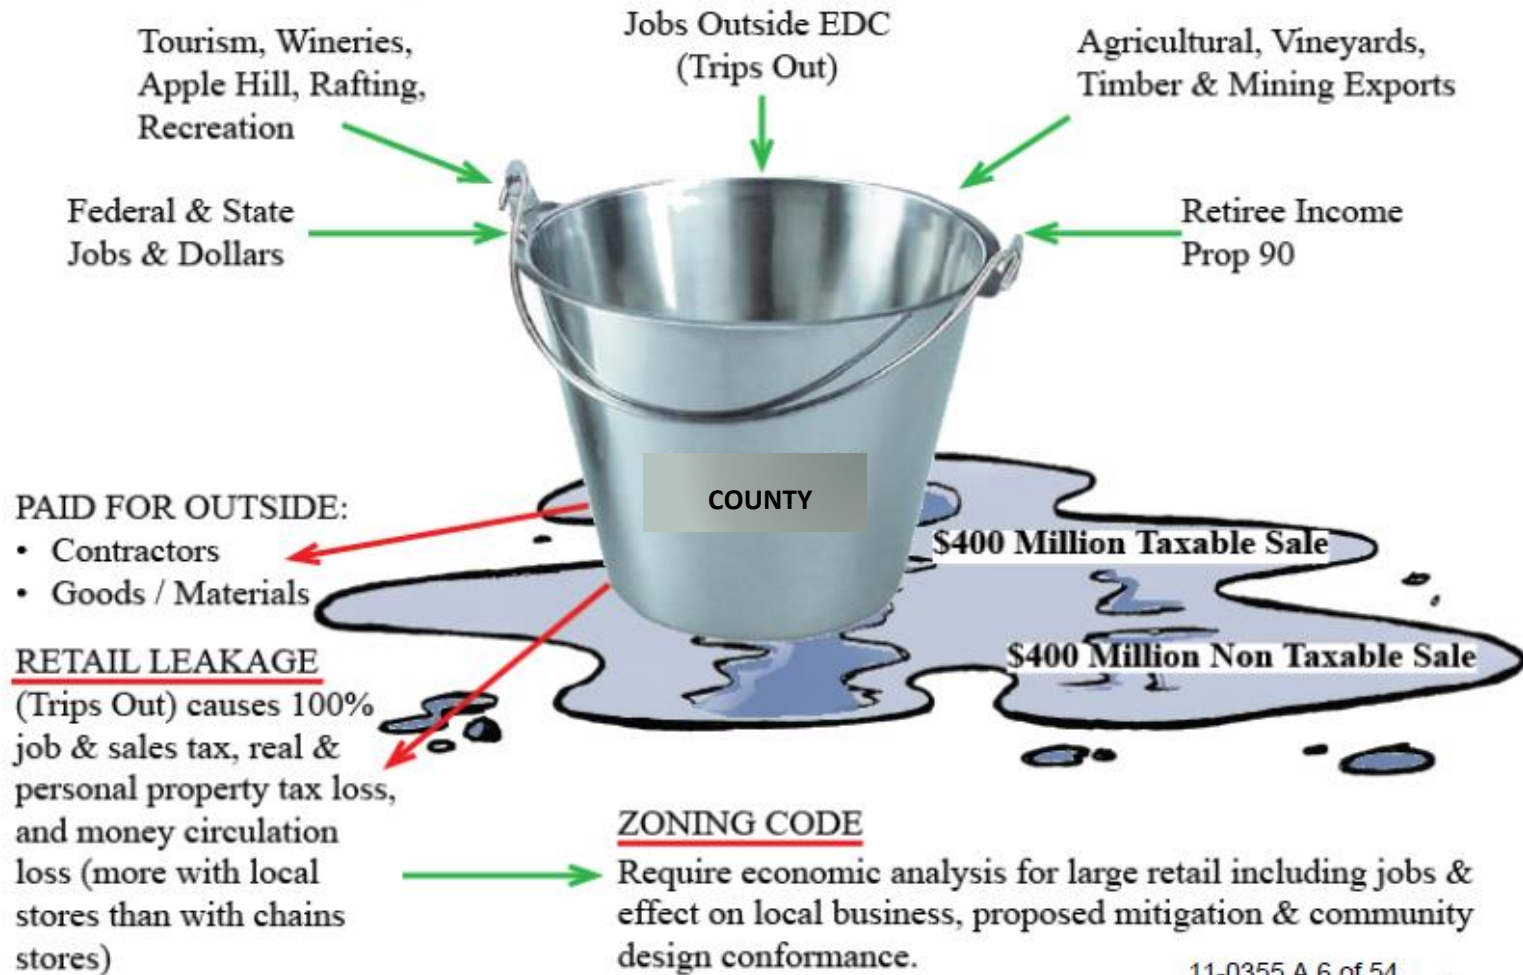 Tourism, Wineries,
Apple Hill, Rafting,
Recreation
Jobs Outside EDC
(Trips Out)
Agricultural, Vineyards,
Timber & Mining Exports
Federal & State
Jobs & Dollars
Retiree Income
Prop 90
COUNTY
PAID FOR OUTSIDE:
• Contractors
• Goods / Materials
$400 Million Taxable Sale
$400 Million Non Taxable Sale
RETAIL LEAKAGE
(Trips Out) causes 100%
job & sales tax, real &
personal property tax loss,
and money circulation
loss (more with local
stores than with chains
stores)
ZONING CODE
Require economic analysis for large retail including jobs &
effect on local business, proposed mitigation & community
design conformance.
11-0355 A 6 of 54